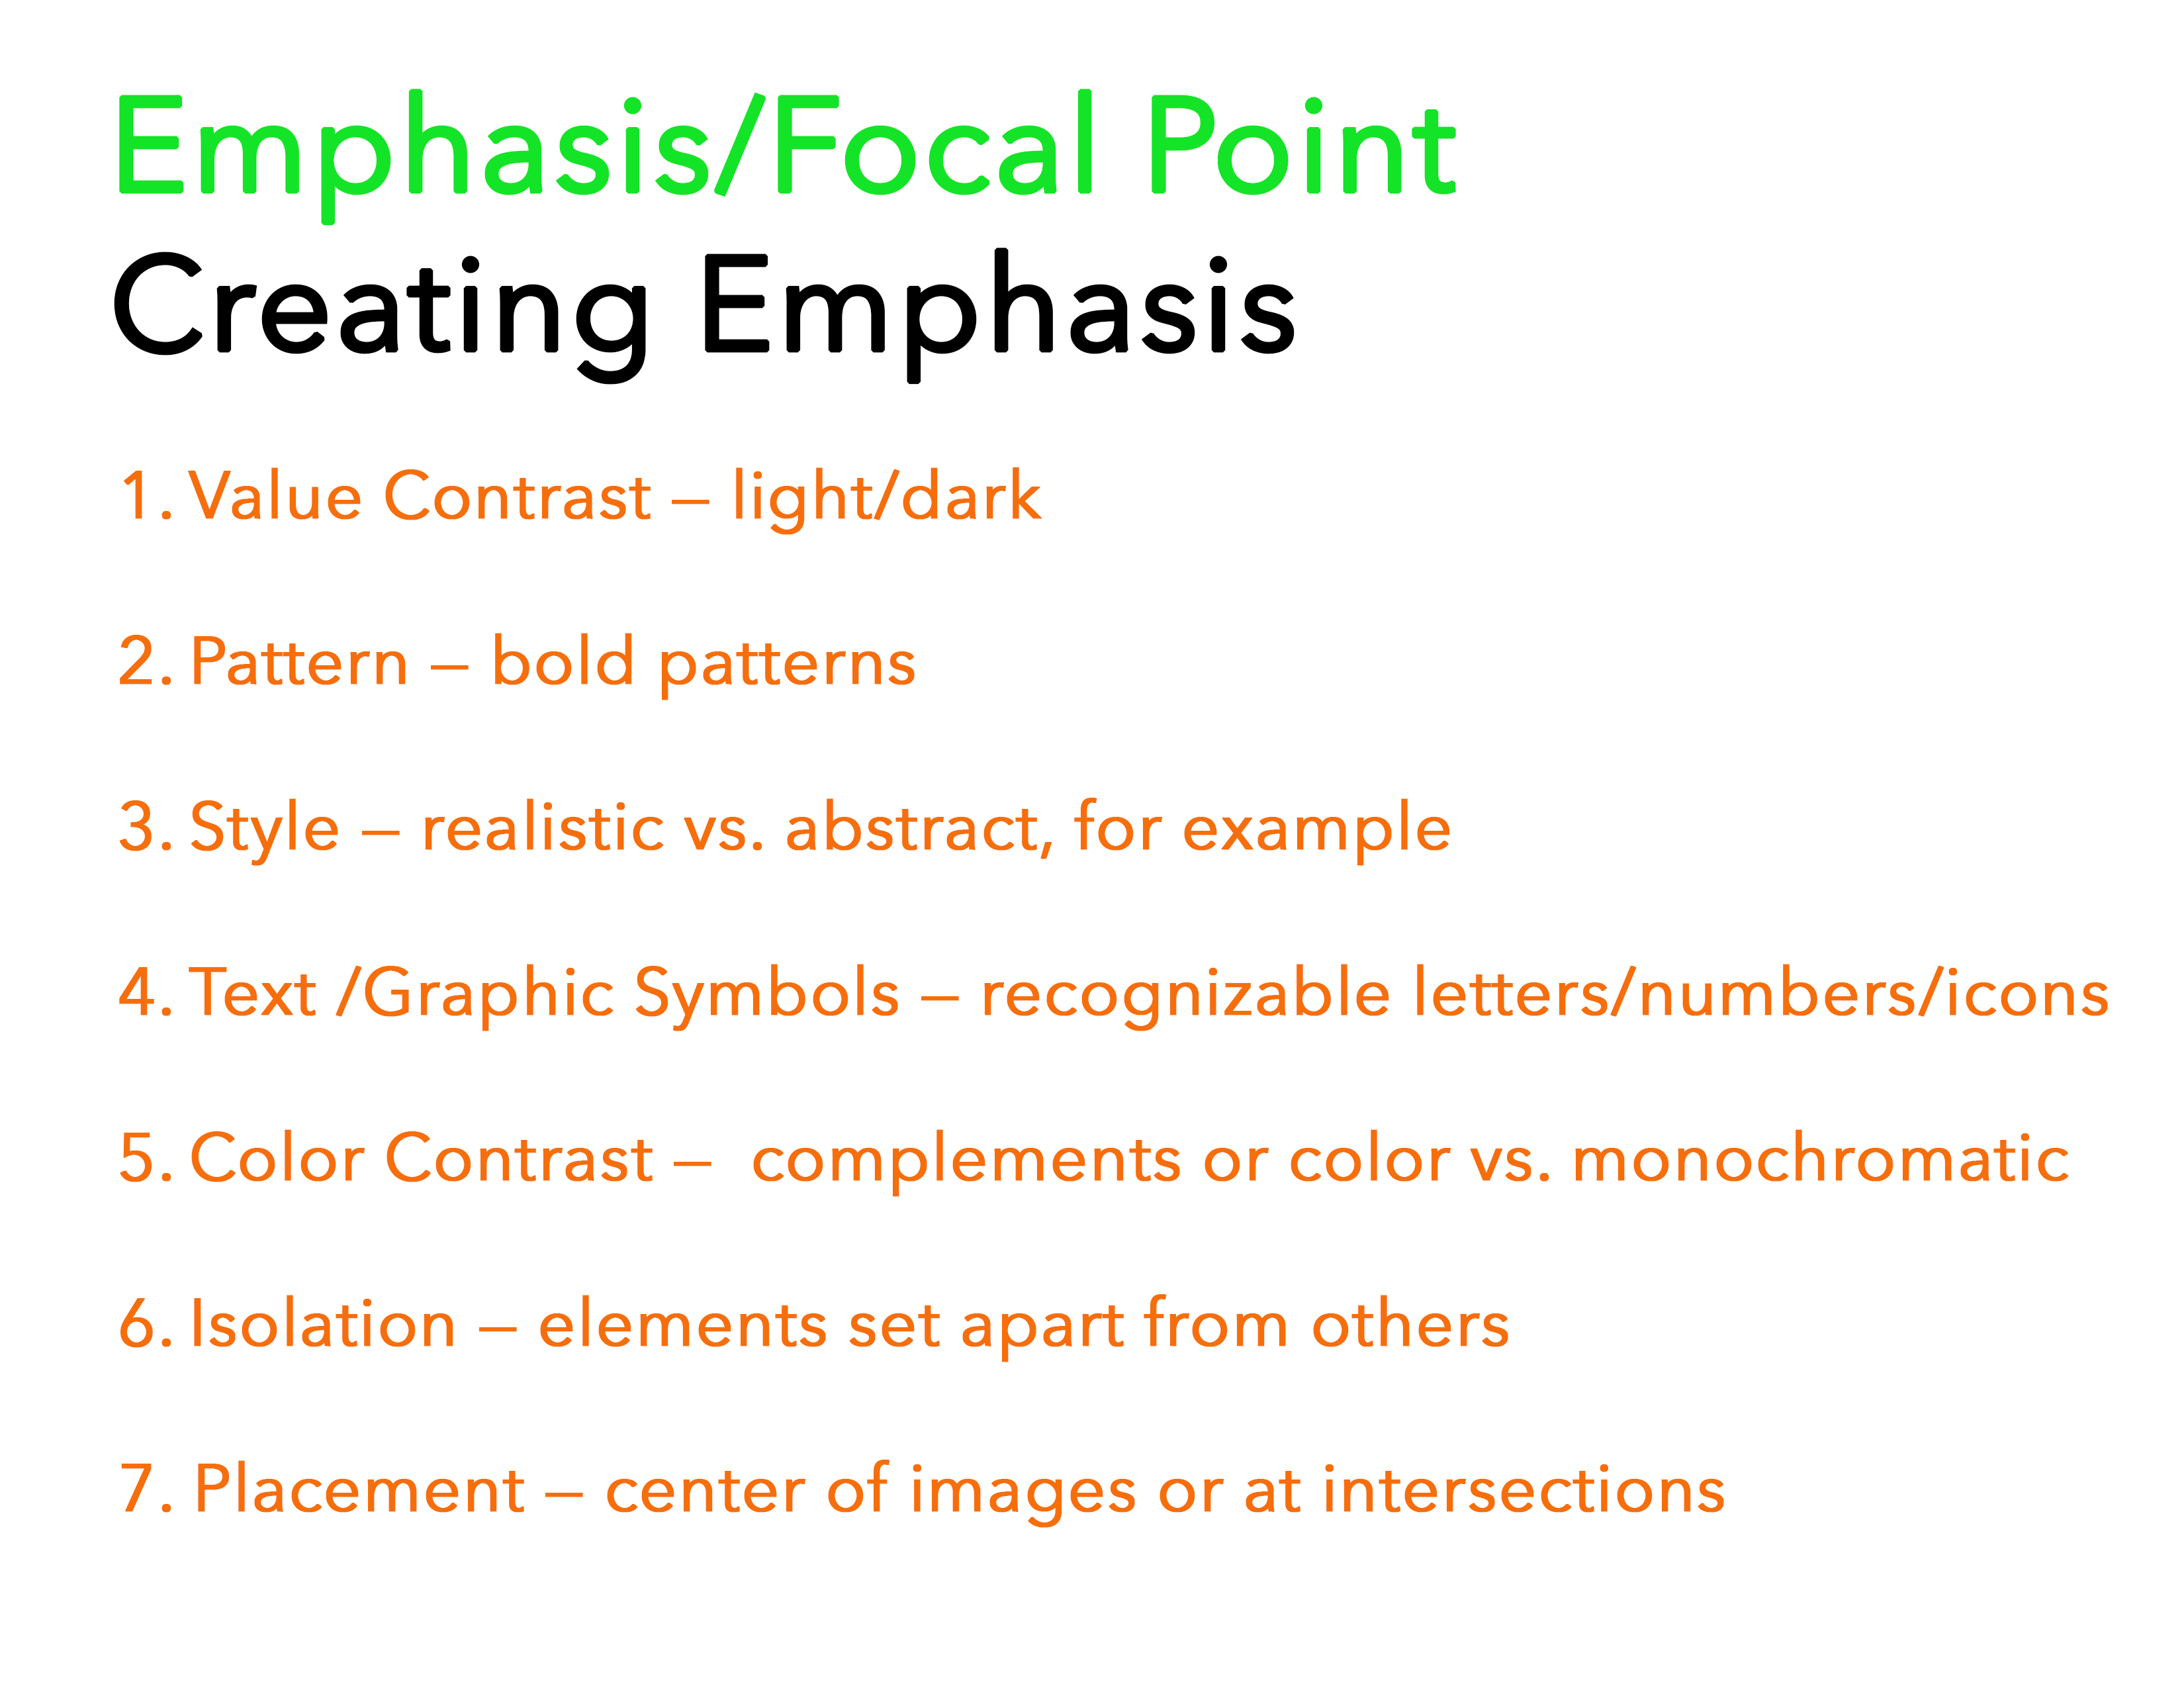 Emphasis/Focal Point
Creating Emphasis
1. Value Contrast — light/dark
2. Pattern — bold patterns
3. Style — realistic vs. abstract, for example
4. Text /Graphic Symbols — recognizable letters/numbers/icons
5. Color Contrast —  complements or color vs. monochromatic
6. Isolation — elements set apart from others
7. Placement — center of images or at intersections